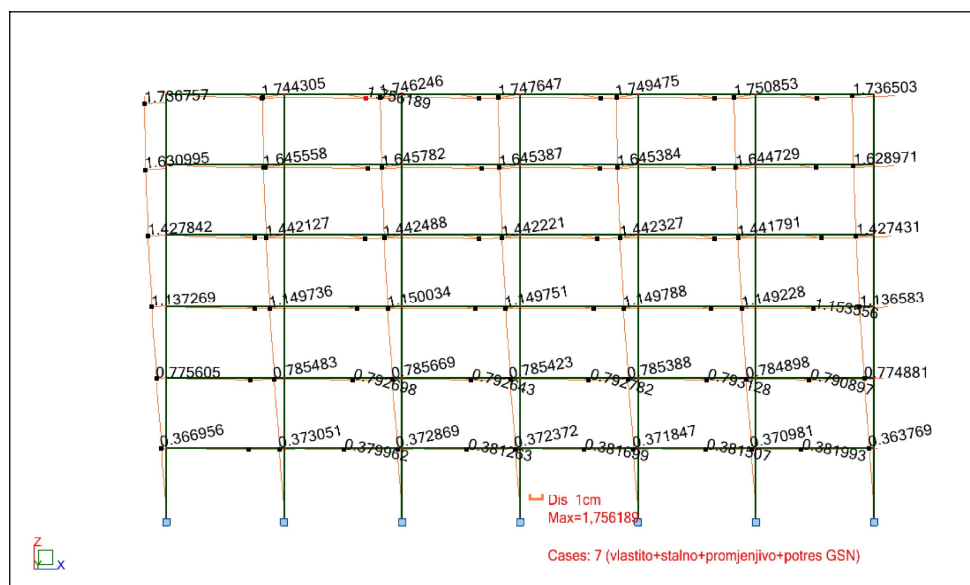 1.736757 1.744305 1.746246 1.756189 1.747647 1.749475 1.750853 1.736503
1.630995 1.645558 1.645782 1.645387 1.645384 1.644729 1.628971
1.427842 1.442127 1.442488 1.442221 1.442327 1.441791 1.427431
1.137269 1.149736 1.150034 1.149751 1.149788 1.149228 1.153556 1.136583
0.775605 0.785483 0.792698 0.785669 0.792643 0.785423 0.792782 0.785388 0.793128 0.784898 0.790897 0.774881
0.366956 0.373051 0.379962 0.372869 0.381253 0.372372 0.381699 0.371847 0.381307 0.370981 0.381993 0.363769
Dis 1cm
Max=1,756189
Cases: 7 (vlastito+stalno+promjenjivo+potres GSN)
Z
Y X